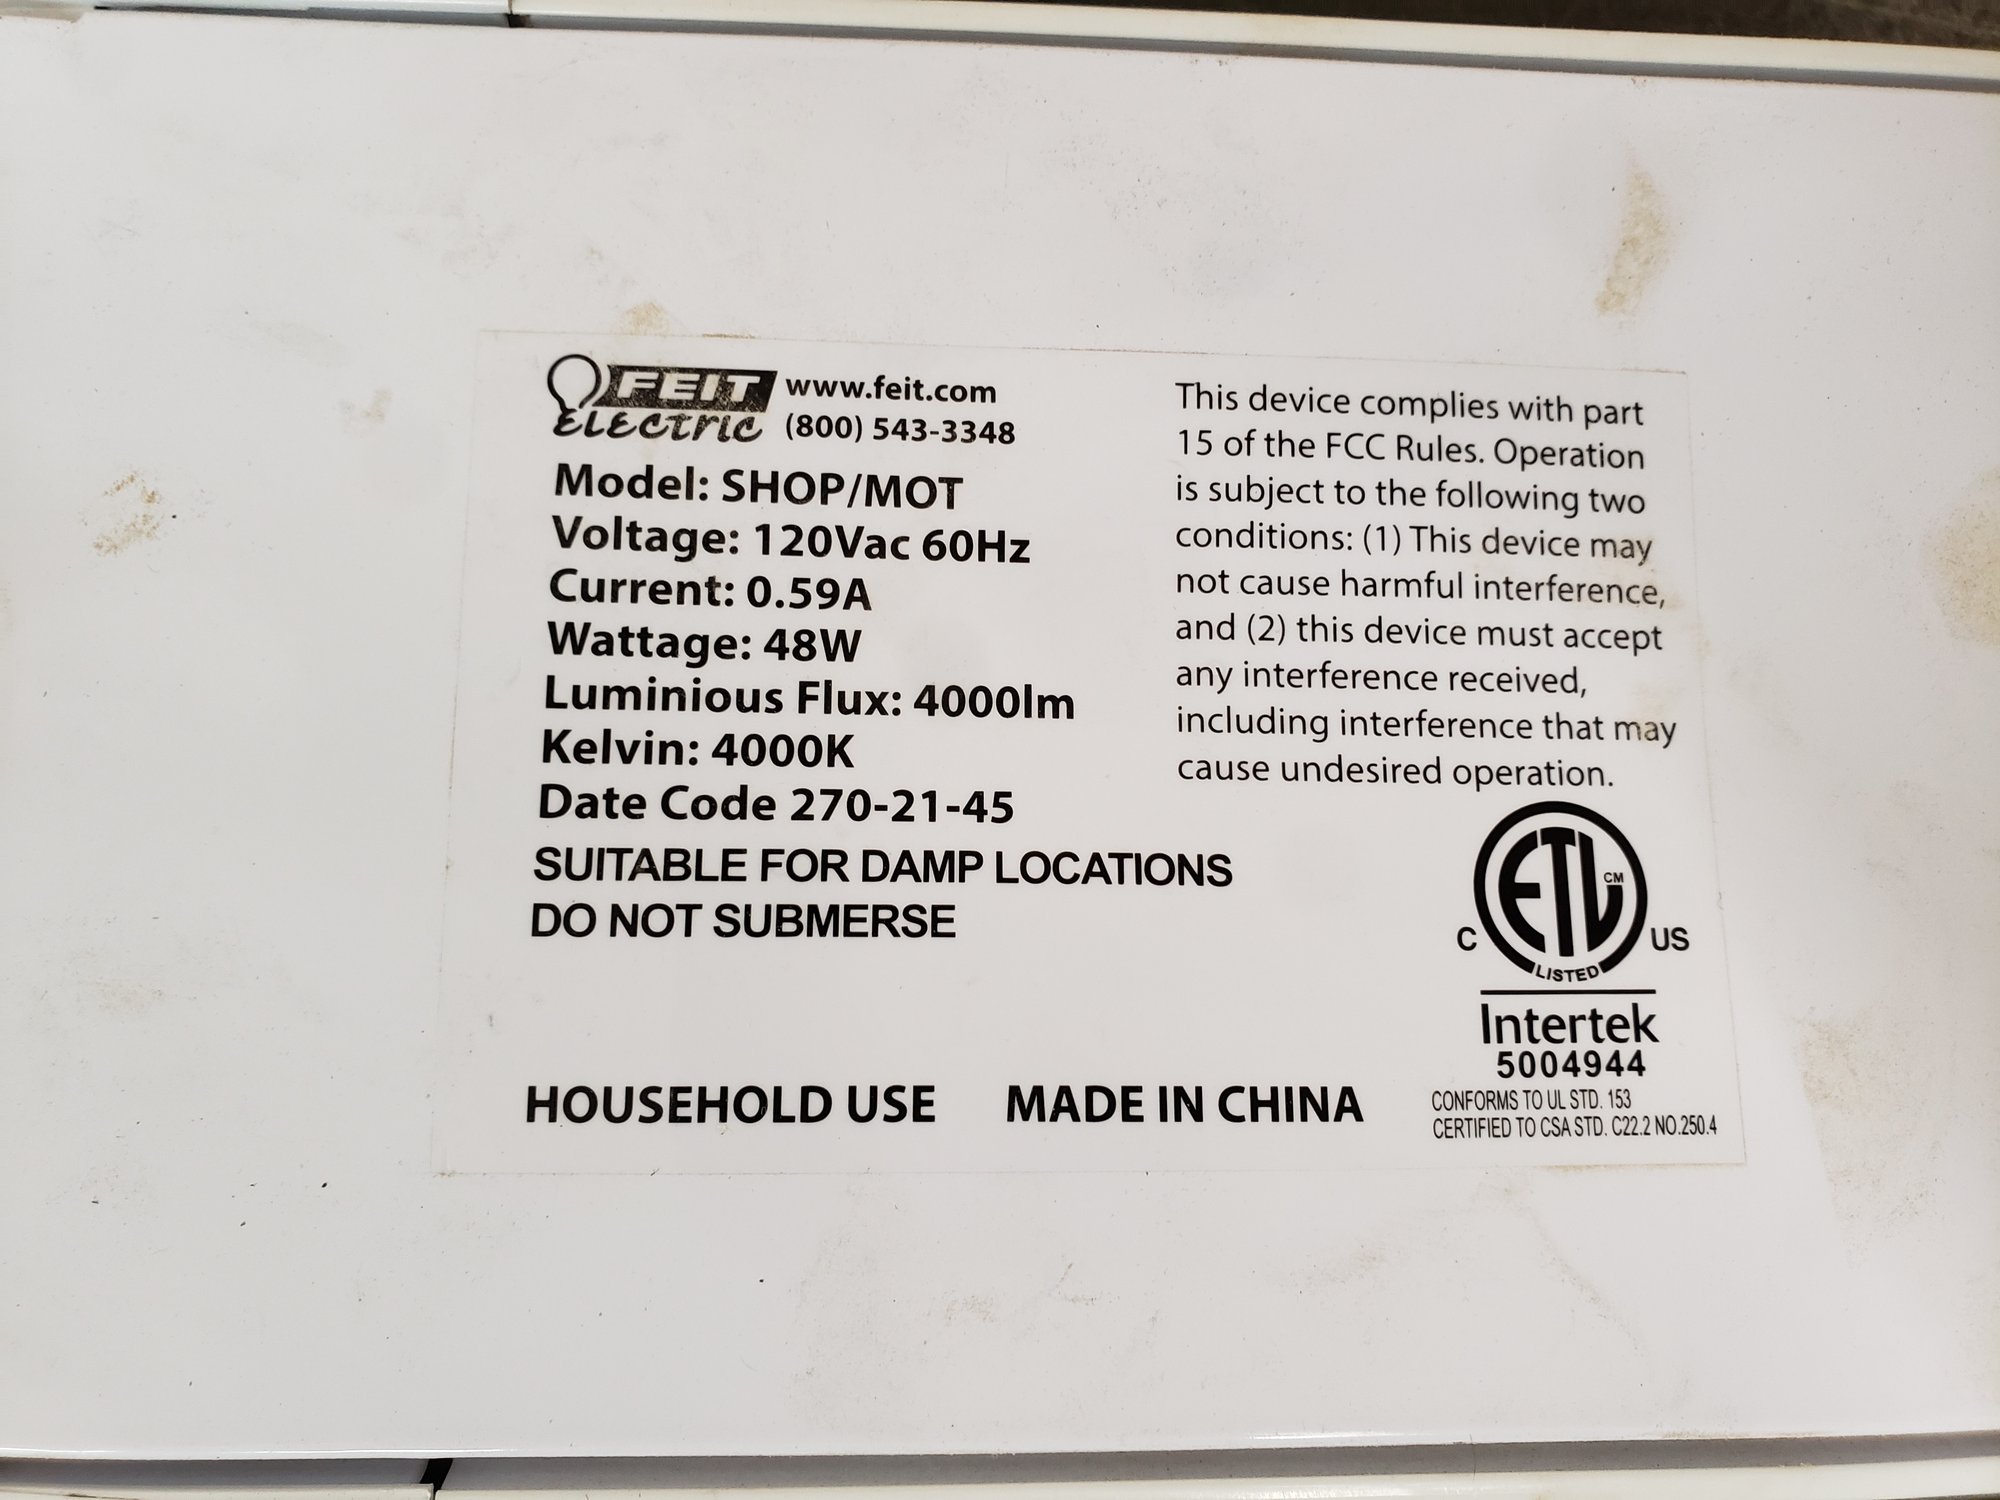 FEIT ELECTRIC
www.feit.com
(800) 543-3348
Model: SHOP/MOT
Voltage: 120Vac 60Hz
Current: 0.59A
Wattage: 48W
Luminious Flux: 4000lm
Kelvin: 4000K
Date Code 270-21-45
SUITABLE FOR DAMP LOCATIONS
DO NOT SUBMERSE
HOUSEHOLD USE
MADE IN CHINA
This device complies with part
15 of the FCC Rules. Operation
is subject to the following two
conditions: (1) This device may
not cause harmful interference,
and (2) this device must accept
any interference received,
including interference that may
cause undesired operation.
ETL CM
C US
LISTED
Intertek
5004944
CONFORMS TO UL STD. 153
CERTIFIED TO CSA STD. C22.2 NO.250.4